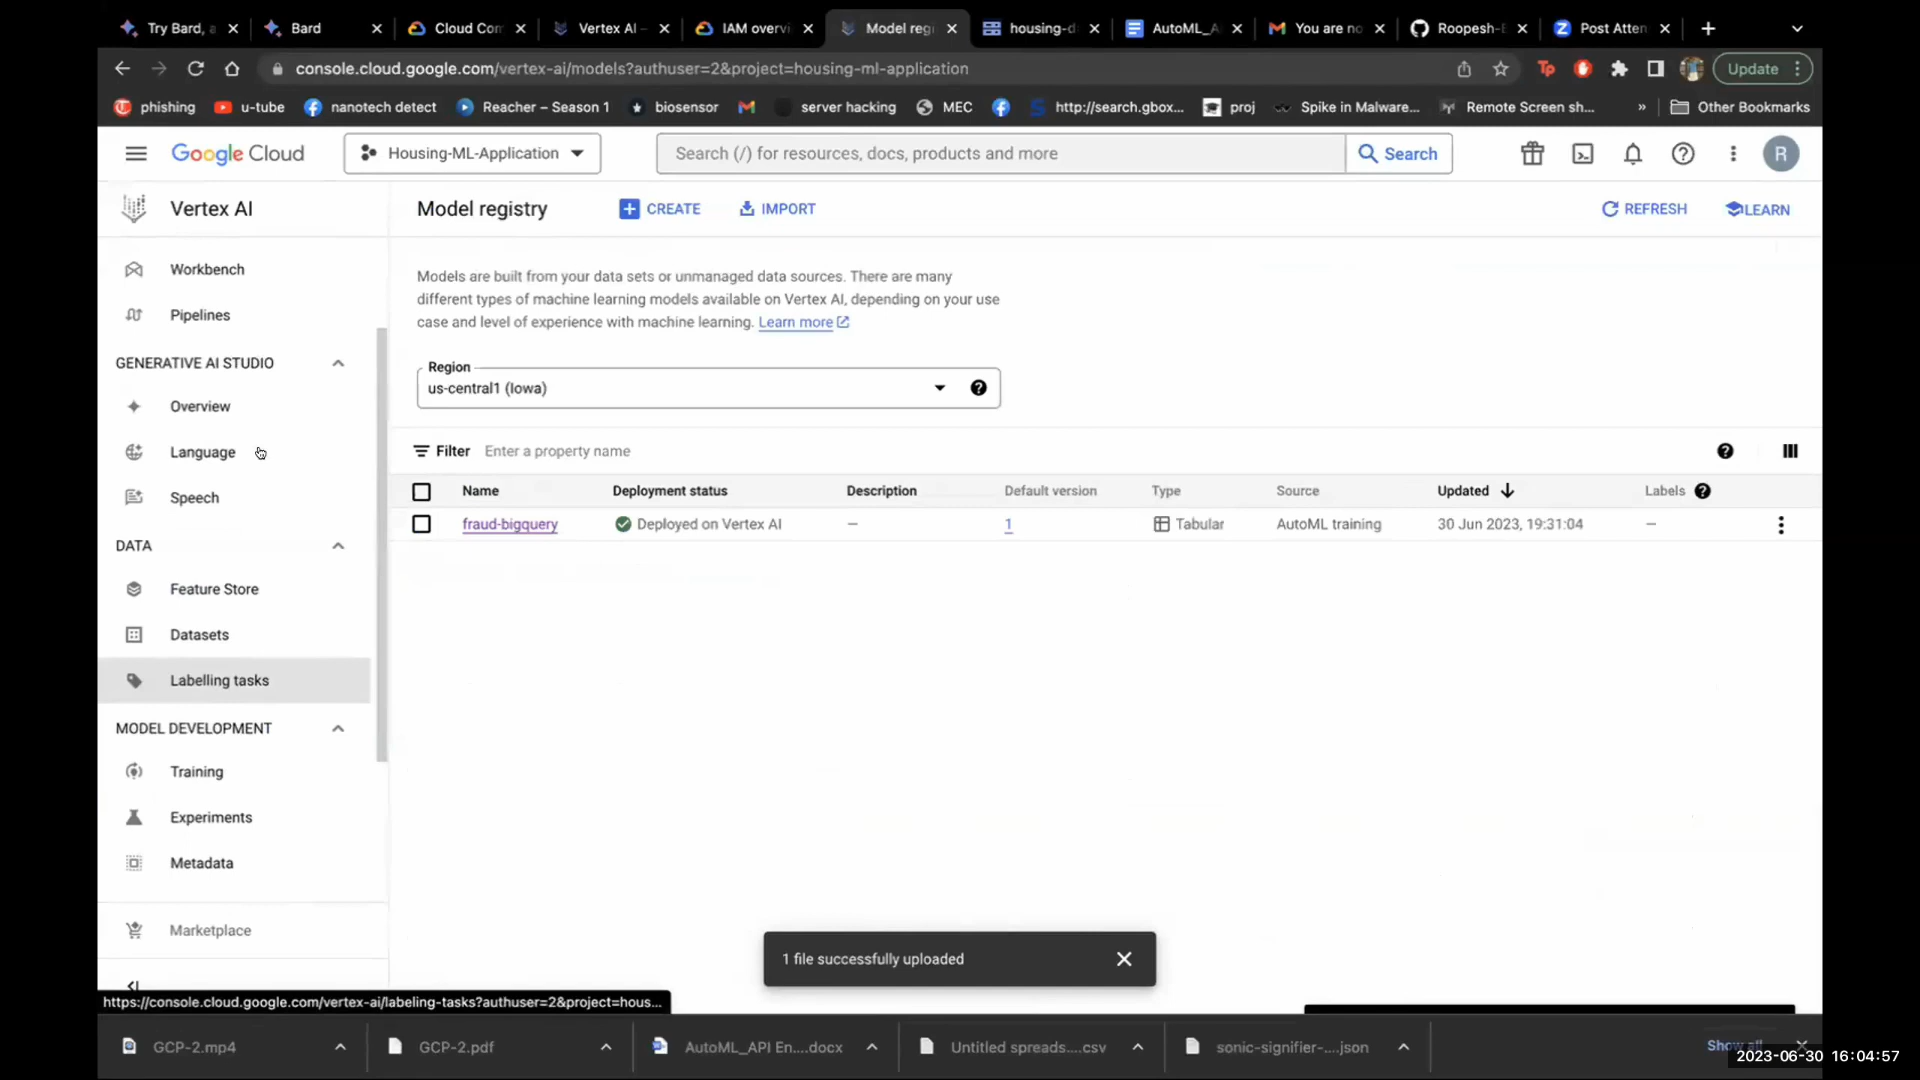 Try Bard, a
Bard
Cloud Con
Vertex AI –
IAM overvi
Model regi
housing-d
AutoML_A
You are no
Roopesh-B
Post Atten
console.cloud.google.com/vertex-ai/models?authuser=2&project=housing-ml-application
Update
phishing
u-tube
nanotech detect
Reacher – Season 1
biosensor
server hacking
MEC
http://search.gbox...
proj
Spike in Malware...
Remote Screen sh...
»
Other Bookmarks
Google Cloud
Housing-ML-Application
Search (/) for resources, docs, products and more
Search
R
Vertex AI
Model registry
CREATE
IMPORT
REFRESH
LEARN
Workbench
Pipelines
GENERATIVE AI STUDIO
Overview
Language
Speech
DATA
Feature Store
Datasets
Labelling tasks
MODEL DEVELOPMENT
Training
Experiments
Metadata
Marketplace
Models are built from your data sets or unmanaged data sources. There are many
different types of machine learning models available on Vertex AI, depending on your use
case and level of experience with machine learning. Learn more
Region
us-central1 (Iowa)
Filter Enter a property name
Name Deployment status Description Default version Type Source Updated Labels
fraud-bigquery Deployed on Vertex AI — 1 Tabular AutoML training 30 Jun 2023, 19:31:04 —
1 file successfully uploaded
https://console.cloud.google.com/vertex-ai/labeling-tasks?authuser=2&project=hous...
GCP-2.mp4
GCP-2.pdf
AutoML_API En....docx
Untitled spreads....csv
sonic-signifier-....json
Show all
2023-06-30 16:04:57